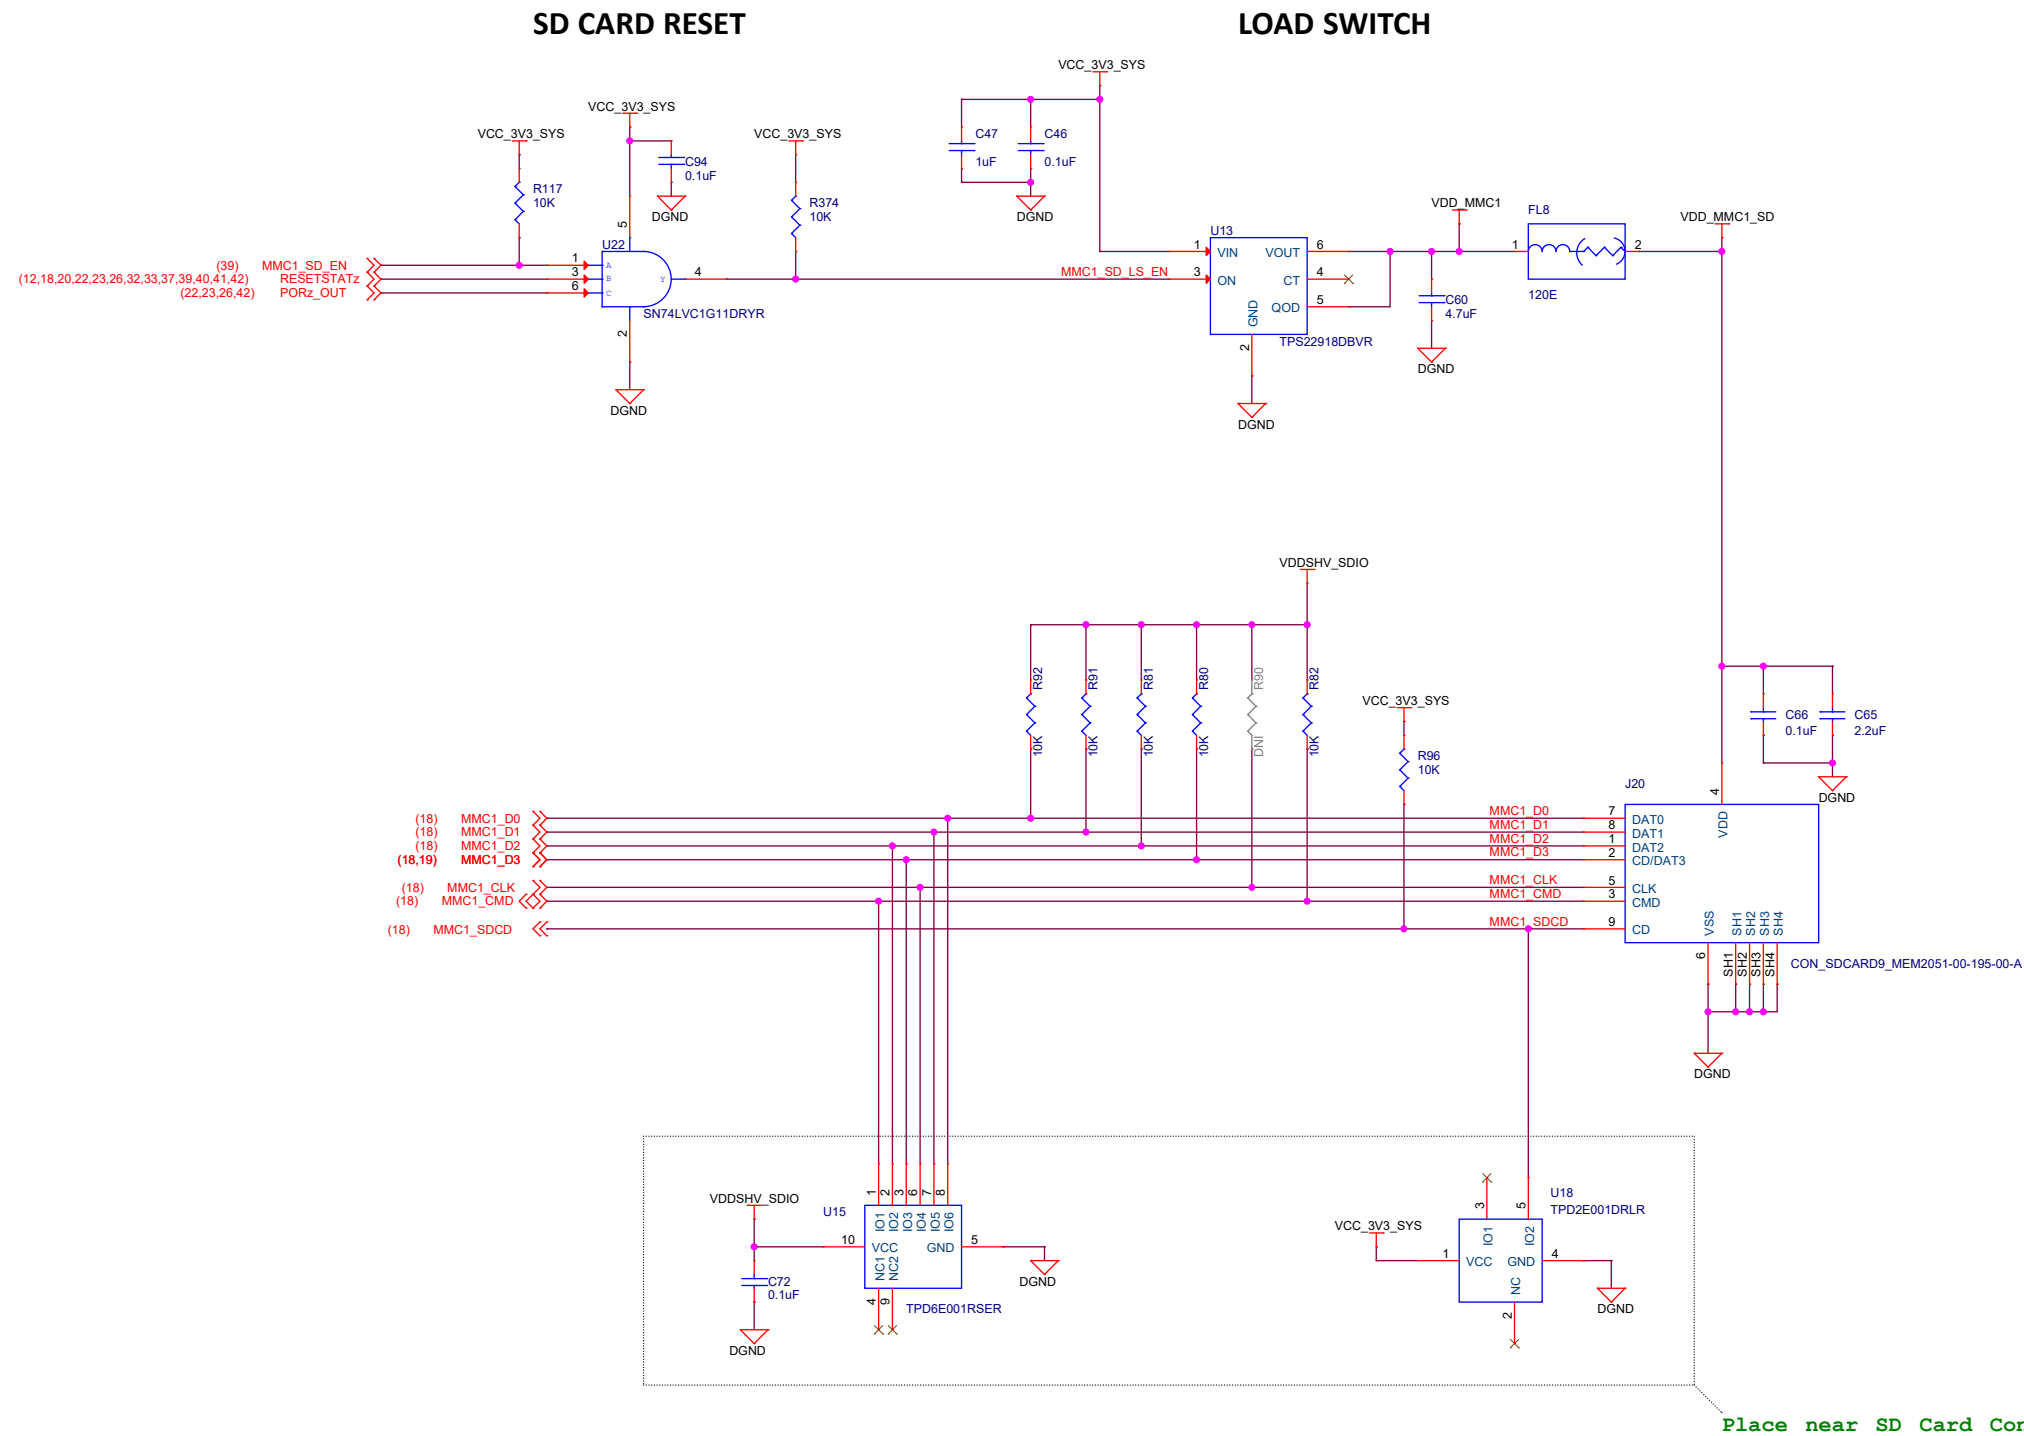 SD CARD RESET
LOAD SWITCH
VCC_3V3_SYS
VCC_3V3_SYS
VCC_3V3_SYS
VCC_3V3_SYS
C94
0.1uF
DGND
R117
10K
R374
10K
C47
1uF
C46
0.1uF
DGND
5
U22
(39) MMC1_SD_EN 1 A
(12,18,20,22,23,26,32,33,37,39,40,41,42) RESETSTATz 3 B
(22,23,26,42) PORz_OUT 6 C
Y 4
SN74LVC1G11DRYR
2
DGND
MMC1_SD_LS_EN
U13
1 VIN VOUT 6
3 ON CT 4
GND QOD 5
TPS22918DBVR
2
DGND
VDD_MMC1
C60
4.7uF
DGND
FL8
1 2
120E
VDD_MMC1_SD
VDDSHV_SDIO
R92
10K
R91
10K
R81
10K
R80
10K
R90
DNI
R82
10K
VCC_3V3_SYS
R96
10K
C66
0.1uF
C65
2.2uF
DGND
J20
4
VDD
(18) MMC1_D0 MMC1_D0 7 DAT0
(18) MMC1_D1 MMC1_D1 8 DAT1
(18) MMC1_D2 MMC1_D2 1 DAT2
(18,19) MMC1_D3 MMC1_D3 2 CD/DAT3
(18) MMC1_CLK MMC1_CLK 5 CLK
(18) MMC1_CMD MMC1_CMD 3 CMD
(18) MMC1_SDCD MMC1_SDCD 9 CD
VSS SH1 SH2 SH3 SH4
6 SH1 SH2 SH3 SH4
CON_SDCARD9_MEM2051-00-195-00-A
DGND
VDDSHV_SDIO
U15
1 2 3 6 7 8
IO1 IO2 IO3 IO4 IO5 IO6
10 VCC GND 5
NC1 NC2
4 9
TPD6E001RSER
C72
0.1uF
DGND
DGND
VCC_3V3_SYS
U18
TPD2E001DRLR
3 5
IO1 IO2
1 VCC GND 4
NC
2
DGND
Place near SD Card Con